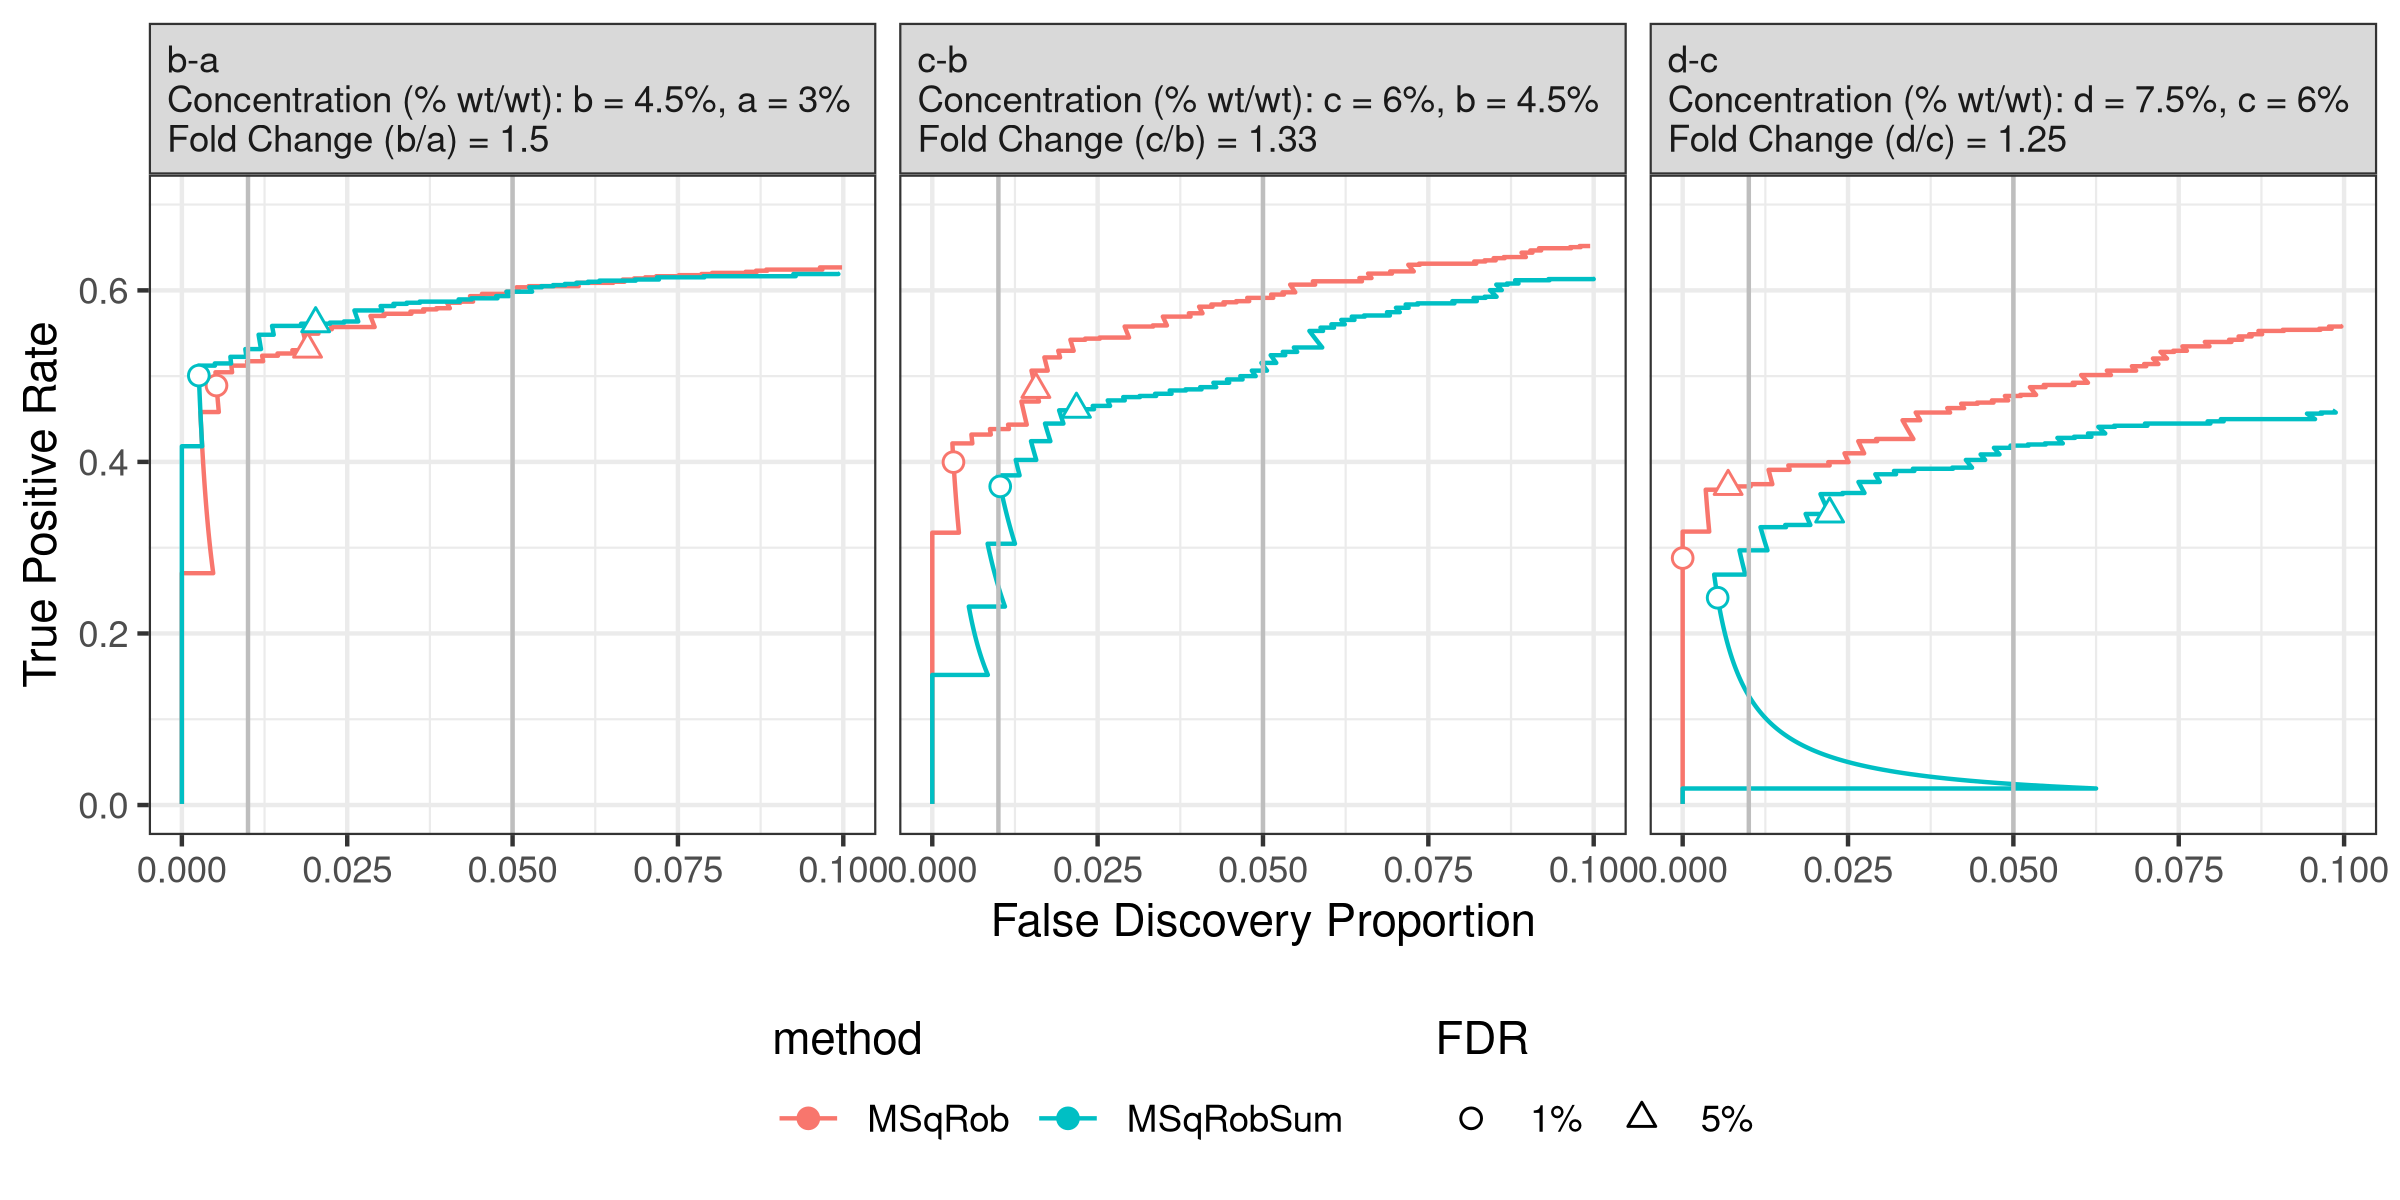 b-a
Concentration (% wt/wt): b = 4.5%, a = 3%
Fold Change (b/a) = 1.5
c-b
Concentration (% wt/wt): c = 6%, b = 4.5%
Fold Change (c/b) = 1.33
d-c
Concentration (% wt/wt): d = 7.5%, c = 6%
Fold Change (d/c) = 1.25
True Positive Rate
0.6
0.4
0.2
0.0
0.000 0.025 0.050 0.075 0.100
0.000 0.025 0.050 0.075 0.100
0.000 0.025 0.050 0.075 0.100
False Discovery Proportion
method
MSqRob MSqRobSum
FDR
1% 5%